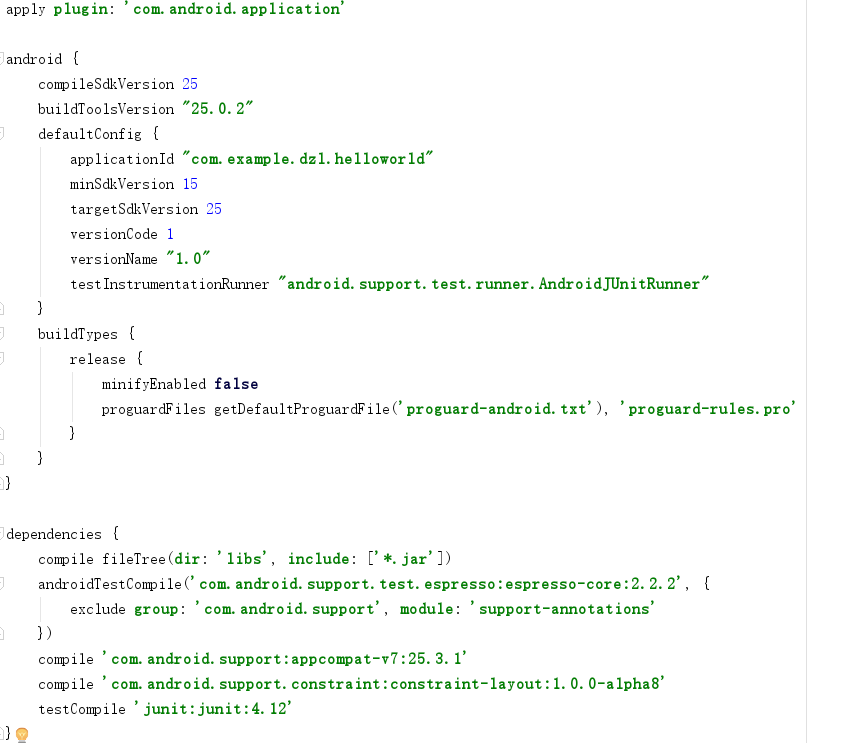 apply plugin: 'com.android.application'
android {
compileSdkVersion 25
buildToolsVersion "25.0.2"
defaultConfig {
applicationId "com.example.dzl.helloworld"
minSdkVersion 15
targetSdkVersion 25
versionCode 1
versionName "1.0"
testInstrumentationRunner "android.support.test.runner.AndroidJUnitRunner"
}
buildTypes {
release {
minifyEnabled false
proguardFiles getDefaultProguardFile('proguard-android.txt'), 'proguard-rules.pro'
}
}
}
dependencies {
compile fileTree(dir: 'libs', include: ['*.jar'])
androidTestCompile('com.android.support.test.espresso:espresso-core:2.2.2', {
exclude group: 'com.android.support', module: 'support-annotations'
})
compile 'com.android.support:appcompat-v7:25.3.1'
compile 'com.android.support.constraint:constraint-layout:1.0.0-alpha8'
testCompile 'junit:junit:4.12'
}